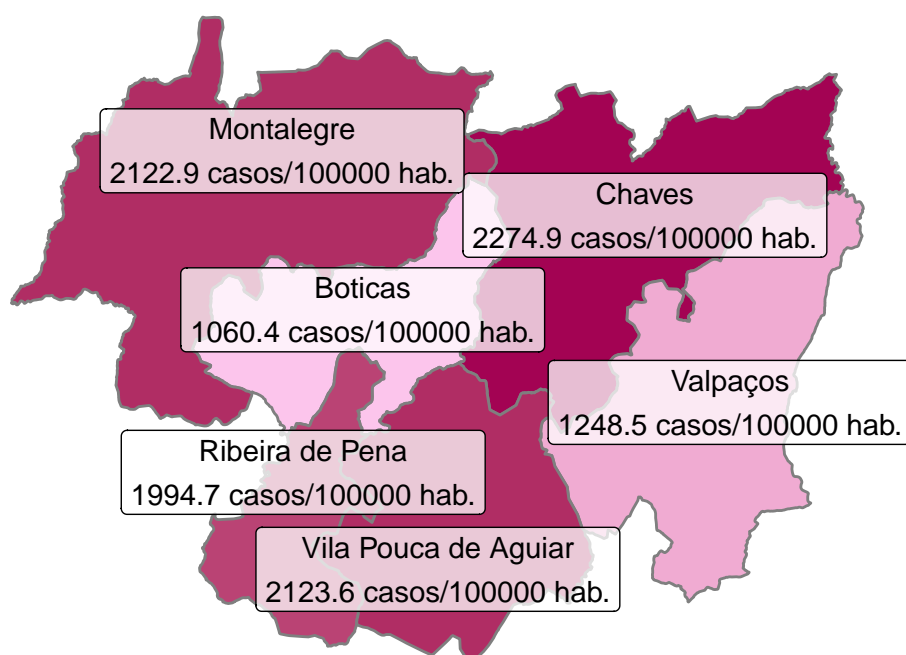 Montalegre
2122.9 casos/100000 hab.
Chaves
2274.9 casos/100000 hab.
Boticas
1060.4 casos/100000 hab.
Valpaços
1248.5 casos/100000 hab.
Ribeira de Pena
1994.7 casos/100000 hab.
Vila Pouca de Aguiar
2123.6 casos/100000 hab.